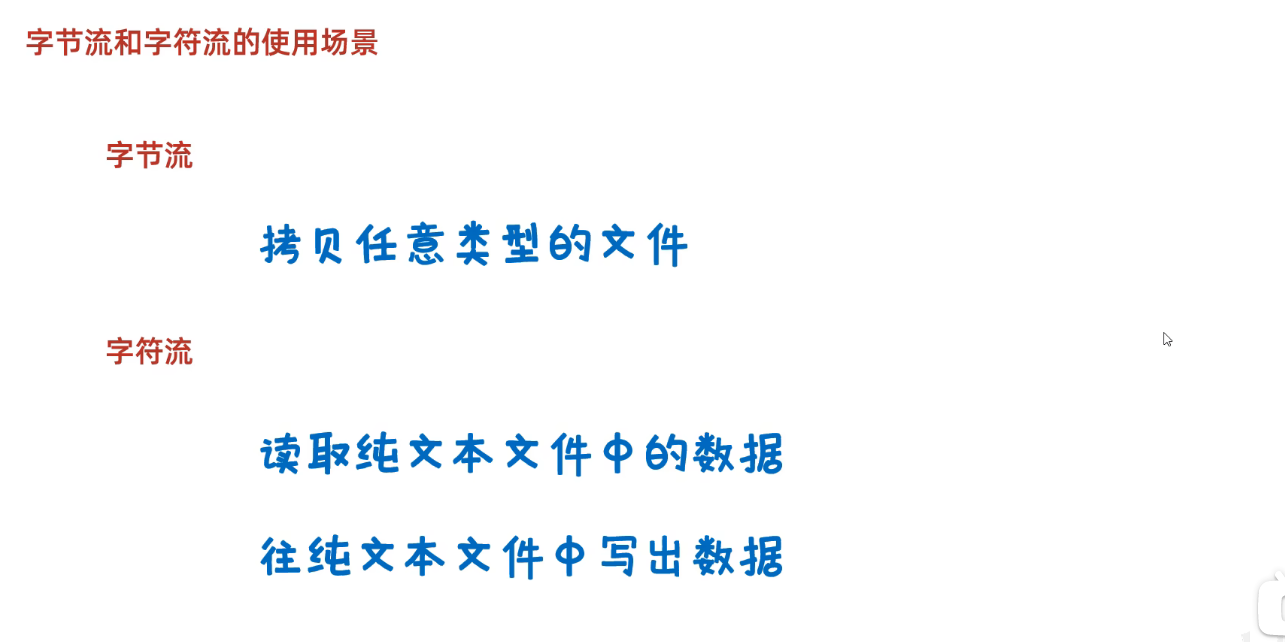 字节流和字符流的使用场景
字节流
拷贝任意类型的文件
字符流
读取纯文本文件中的数据
往纯文本文件中写出数据